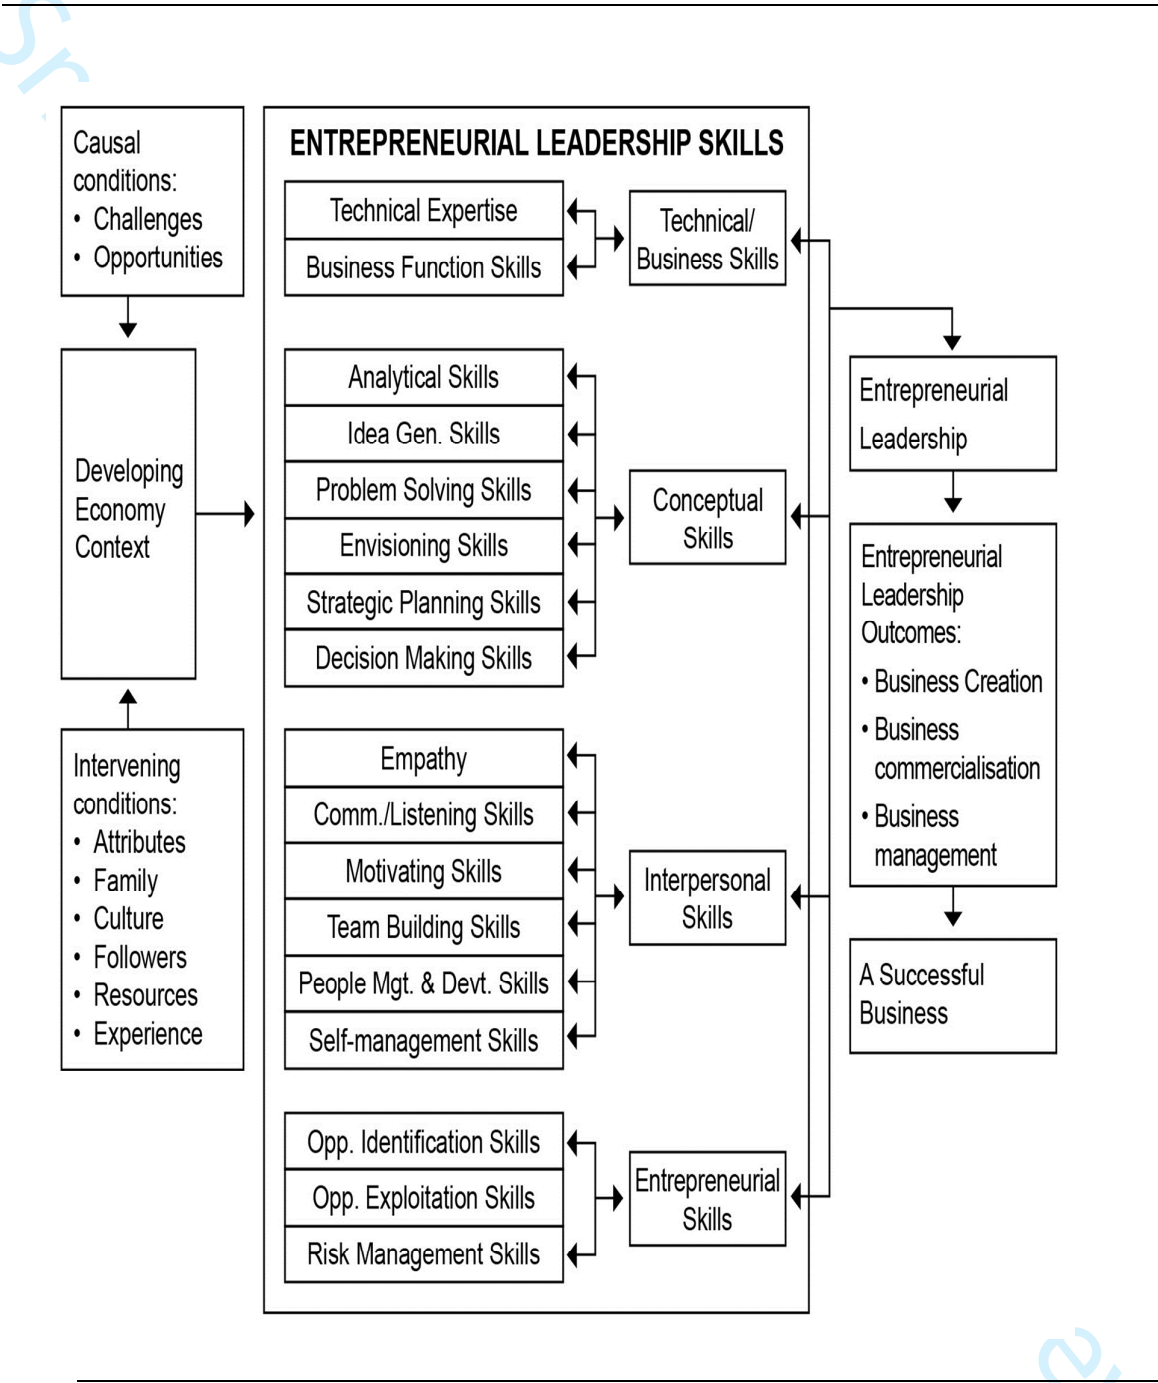 Causal
conditions:
• Challenges
• Opportunities
Developing
Economy
Context
Intervening
conditions:
• Attributes
• Family
• Culture
• Followers
• Resources
• Experience
ENTREPRENEURIAL LEADERSHIP SKILLS
Technical Expertise
Business Function Skills
Technical/
Business Skills
Analytical Skills
Idea Gen. Skills
Problem Solving Skills
Envisioning Skills
Strategic Planning Skills
Decision Making Skills
Conceptual
Skills
Empathy
Comm./Listening Skills
Motivating Skills
Team Building Skills
People Mgt. & Devt. Skills
Self-management Skills
Interpersonal
Skills
Opp. Identification Skills
Opp. Exploitation Skills
Risk Management Skills
Entrepreneurial
Skills
Entrepreneurial
Leadership
Entrepreneurial
Leadership
Outcomes:
• Business Creation
• Business
commercialisation
• Business
management
A Successful
Business